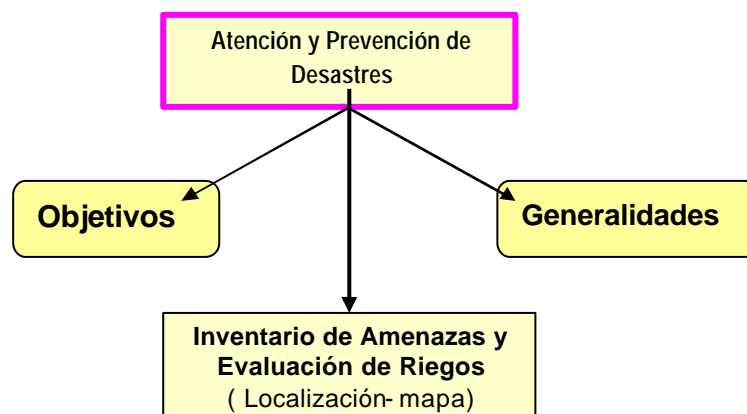 Atención y Prevención de
Desastres
Objetivos
Generalidades
Inventario de Amenazas y
Evaluación de Riegos
( Localización- mapa)